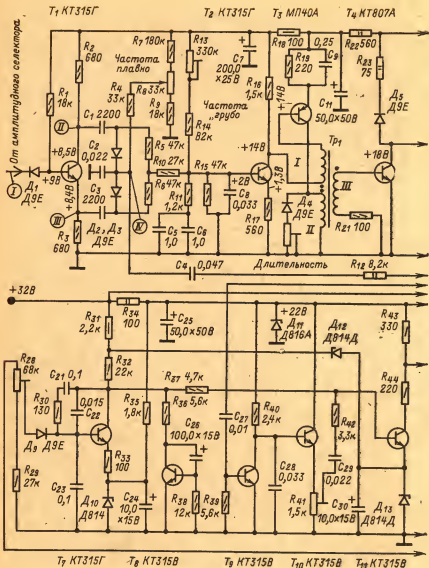 T1 КТ315Г
T2 КТ315Г
T3 МП40А
T4 КТ807А
От амплитудного селектора
R1 18к
R2 680
R4 33к
R7 180к
Частота плавно
R8 33к
R9 18к
R13 330к
Частота грубо
R14 82к
C7 200,0 ×25В
R16 1,5к
R18 100
R19 220
0,25
C9
C11 50,0×50В
R22 560
R23 75
Д5 Д9Е
+14В
I
II
Д1 Д9Е
+9В
+8,5В
+8,4В
C1 2200
C2 0,022
C3 2200
III
IV
Д2, Д3 Д9Е
R3 680
R5 47к
R10 27к
R6 47к
R11 1,2к
R15 47к
+2В
C8 0,033
C5 1,0
C6 1,0
+14В
+1,3В
R17 560
Д4 Д9Е
I
II
Тр1
III
+18В
R21 100
Длительность
C4 0,047
R12 8,2к
+32В
R31 2,2к
R34 100
C25 50,0×50В
+22В
Д11 Д816А
Д12 Д814Д
R43 330
R28 68к
C21 0,1
R32 22к
R37 4,7к
R30 130
0,015
C22
R35 1,8к
R36 5,6к
C26 100,0×15В
C27 0,01
R40 2,4к
R42 3,3к
R44 220
Д9 Д9Е
R33 100
R29 27к
C23 0,1
Д10 Д814
C24 10,0 ×15В
R38 12к
R39 5,6к
C28 0,033
R41 1,5к
C29 0,022
C30 10,0×15В
Д13 Д814Д
T7 КТ315Г
T8 КТ315В
T9 КТ315В
T10 КТ315В
T11 КТ315В